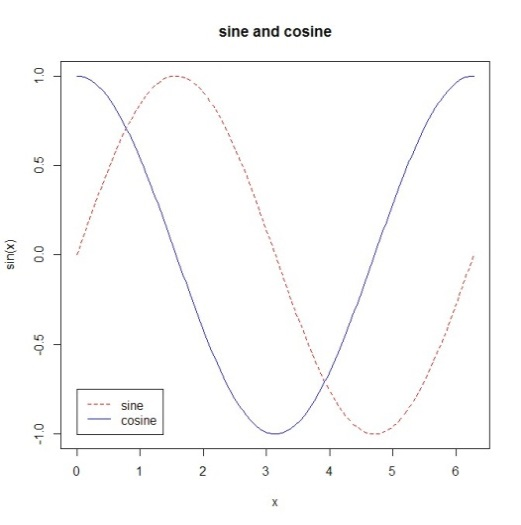 sine and cosine
sin(x)
1.0
0.5
0.0
-0.5
-1.0
sine
cosine
0 1 2 3 4 5 6
x